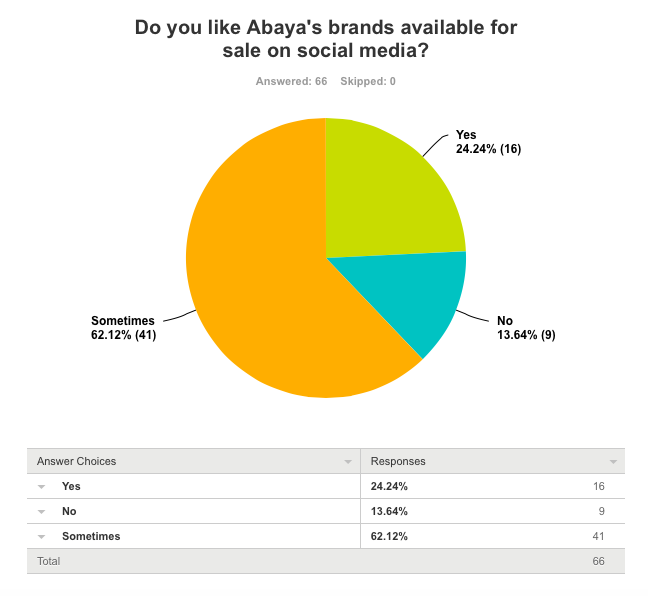 Do you like Abaya's brands available for
sale on social media?
Answered: 66 Skipped: 0
Yes
24.24% (16)
Sometimes
62.12% (41)
No
13.64% (9)
Answer Choices Responses
Yes 24.24% 16
No 13.64% 9
Sometimes 62.12% 41
Total 66